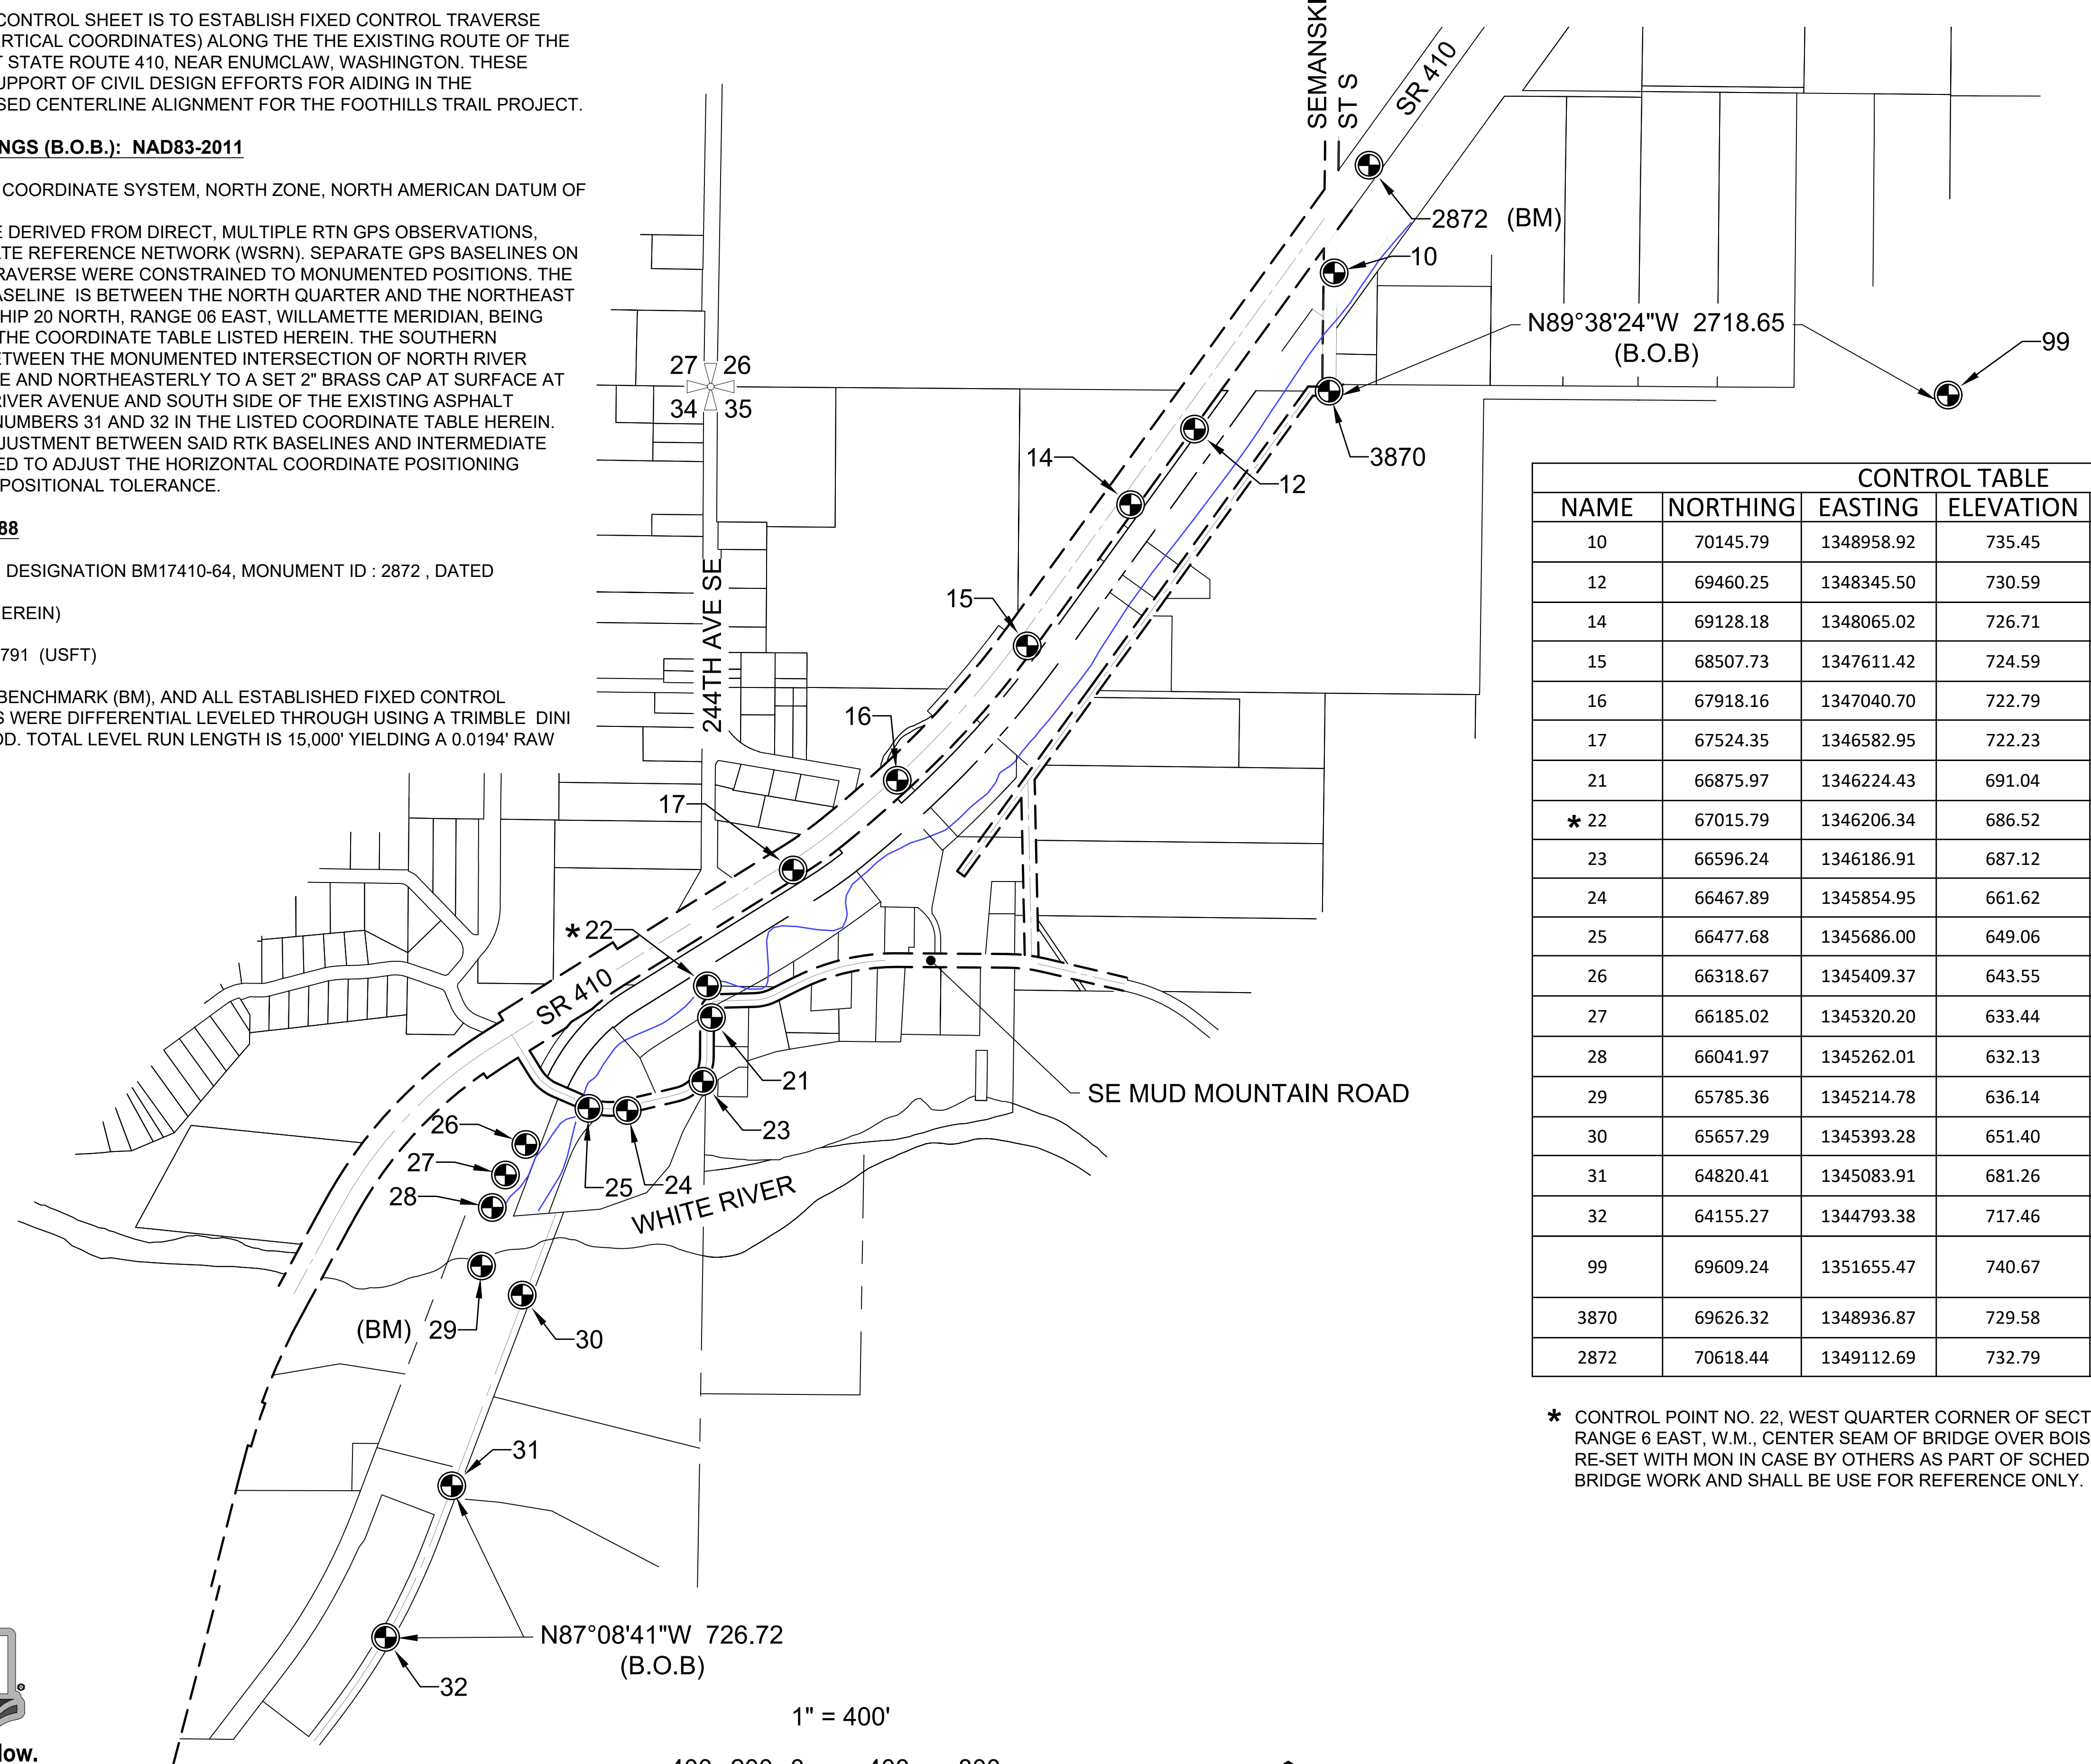 CONTROL SHEET IS TO ESTABLISH FIXED CONTROL TRAVERSE
ERTICAL COORDINATES) ALONG THE THE EXISTING ROUTE OF THE
T STATE ROUTE 410, NEAR ENUMCLAW, WASHINGTON. THESE
UPPORT OF CIVIL DESIGN EFFORTS FOR AIDING IN THE
SED CENTERLINE ALIGNMENT FOR THE FOOTHILLS TRAIL PROJECT.
NGS (B.O.B.): NAD83-2011
COORDINATE SYSTEM, NORTH ZONE, NORTH AMERICAN DATUM OF
E DERIVED FROM DIRECT, MULTIPLE RTN GPS OBSERVATIONS,
ATE REFERENCE NETWORK (WSRN). SEPARATE GPS BASELINES ON
RAVERSE WERE CONSTRAINED TO MONUMENTED POSITIONS. THE
ASELINE IS BETWEEN THE NORTH QUARTER AND THE NORTHEAST
HIP 20 NORTH, RANGE 06 EAST, WILLAMETTE MERIDIAN, BEING
THE COORDINATE TABLE LISTED HEREIN. THE SOUTHERN
ETWEEN THE MONUMENTED INTERSECTION OF NORTH RIVER
E AND NORTHEASTERLY TO A SET 2" BRASS CAP AT SURFACE AT
RIVER AVENUE AND SOUTH SIDE OF THE EXISTING ASPHALT
NUMBERS 31 AND 32 IN THE LISTED COORDINATE TABLE HEREIN.
DJUSTMENT BETWEEN SAID RTK BASELINES AND INTERMEDIATE
ED TO ADJUST THE HORIZONTAL COORDINATE POSITIONING
POSITIONAL TOLERANCE.
88
DESIGNATION BM17410-64, MONUMENT ID : 2872 , DATED
EREIN)
791 (USFT)
BENCHMARK (BM), AND ALL ESTABLISHED FIXED CONTROL
S WERE DIFFERENTIAL LEVELED THROUGH USING A TRIMBLE DINI
OD. TOTAL LEVEL RUN LENGTH IS 15,000' YIELDING A 0.0194' RAW
SEMANSKI
ST S
SR 410
2872 (BM)
10
N89°38'24"W 2718.65
(B.O.B)
99
27 26
34 35
3870
12
14
15
244TH AVE SE
16
17
* 22
SR 410
21
SE MUD MOUNTAIN ROAD
23
26
27
28
25
24
WHITE RIVER
(BM) 29
30
31
N87°08'41"W 726.72
(B.O.B)
32
1" = 400'
400 200 0 400 800
low.
CONTROL TABLE
NAME NORTHING EASTING ELEVATION
10 70145.79 1348958.92 735.45
12 69460.25 1348345.50 730.59
14 69128.18 1348065.02 726.71
15 68507.73 1347611.42 724.59
16 67918.16 1347040.70 722.79
17 67524.35 1346582.95 722.23
21 66875.97 1346224.43 691.04
* 22 67015.79 1346206.34 686.52
23 66596.24 1346186.91 687.12
24 66467.89 1345854.95 661.62
25 66477.68 1345686.00 649.06
26 66318.67 1345409.37 643.55
27 66185.02 1345320.20 633.44
28 66041.97 1345262.01 632.13
29 65785.36 1345214.78 636.14
30 65657.29 1345393.28 651.40
31 64820.41 1345083.91 681.26
32 64155.27 1344793.38 717.46
99 69609.24 1351655.47 740.67
3870 69626.32 1348936.87 729.58
2872 70618.44 1349112.69 732.79
* CONTROL POINT NO. 22, WEST QUARTER CORNER OF SECT
RANGE 6 EAST, W.M., CENTER SEAM OF BRIDGE OVER BOIS
RE-SET WITH MON IN CASE BY OTHERS AS PART OF SCHED
BRIDGE WORK AND SHALL BE USE FOR REFERENCE ONLY.